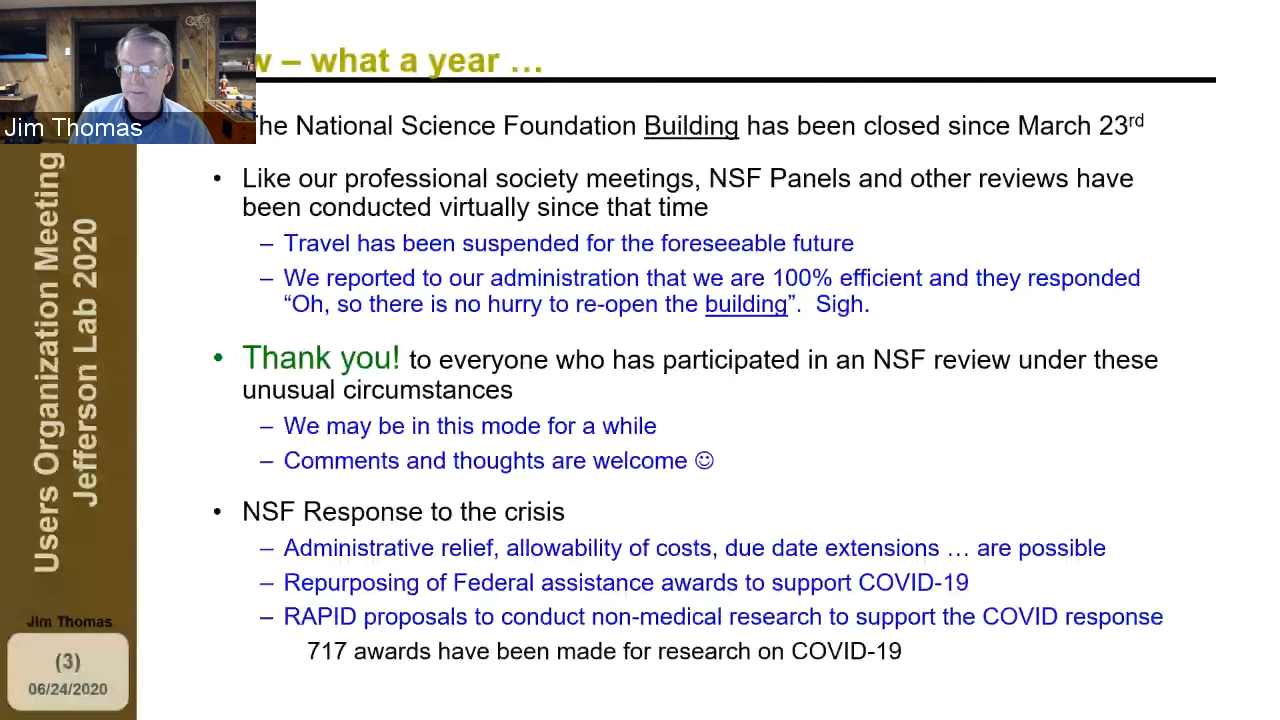 – what a year …
Jim Thomas
The National Science Foundation Building has been closed since March 23rd
• Like our professional society meetings, NSF Panels and other reviews have
been conducted virtually since that time
– Travel has been suspended for the foreseeable future
– We reported to our administration that we are 100% efficient and they responded
“Oh, so there is no hurry to re-open the building”. Sigh.
• Thank you! to everyone who has participated in an NSF review under these
unusual circumstances
– We may be in this mode for a while
– Comments and thoughts are welcome ☺
• NSF Response to the crisis
– Administrative relief, allowability of costs, due date extensions … are possible
– Repurposing of Federal assistance awards to support COVID-19
– RAPID proposals to conduct non-medical research to support the COVID response
717 awards have been made for research on COVID-19
Users Organization Meeting
Jefferson Lab 2020
Jim Thomas
(3)
06/24/2020